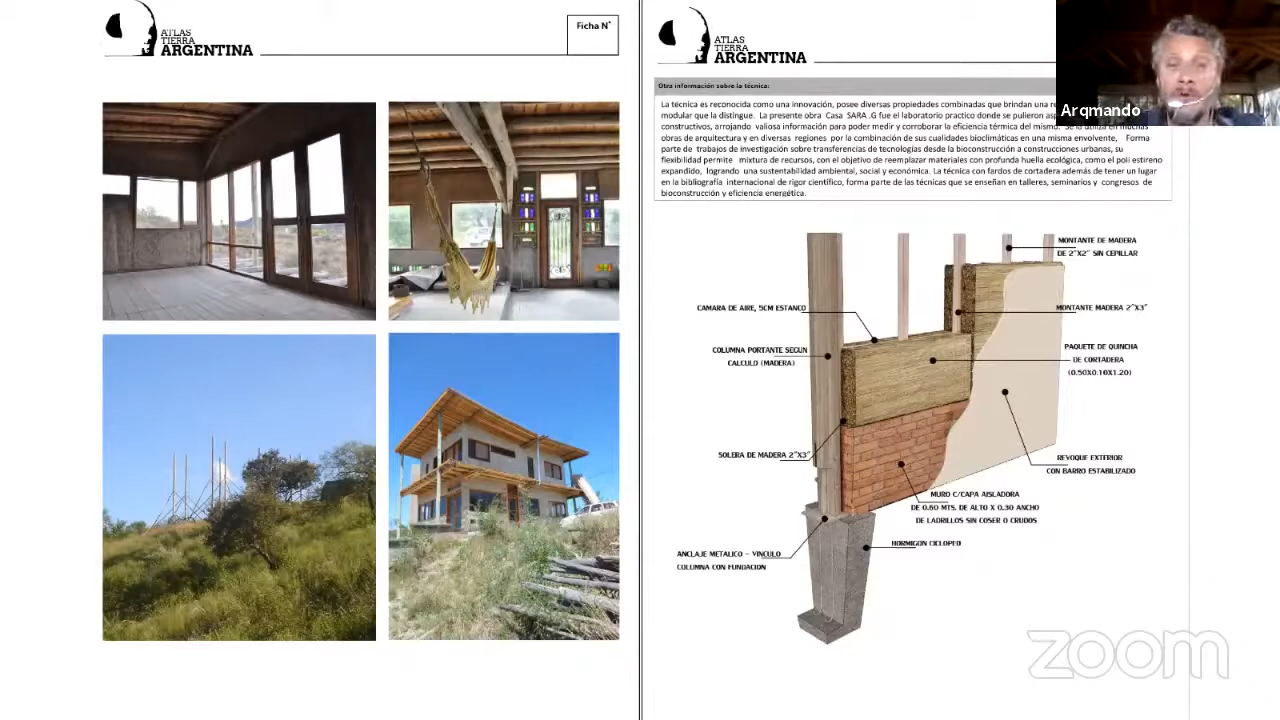 ATLAS
TIERRA
ARGENTINA
Ficha N°
ATLAS
TIERRA
ARGENTINA
Otra información sobre la técnica:
La técnica es reconocida como una innovación, posee diversas propiedades combinadas que brindan una
modular que la distingue. La presente obra Casa SARA .G fue el laboratorio practico donde se pulieron
constructivos, arrojando valiosa información para poder medir y corroborar la eficiencia térmica del mismo. Se la utiliza en muchas
obras de arquitectura y en diversas regiones por la combinación de sus cualidades bioclimáticas en una misma envolvente, Forma
parte de trabajos de investigación sobre transferencias de tecnologías desde la bioconstrucción a construcciones urbanas, su
flexibilidad permite mixtura de recursos, con el objetivo de reemplazar materiales con profunda huella ecológica, como el poli estireno
expandido, logrando una sustentabilidad ambiental, social y económica. La técnica con fardos de cortadera además de tener un lugar
en la bibliografía internacional de rigor científico, forma parte de las técnicas que se enseñan en talleres, seminarios y congresos de
bioconstrucción y eficiencia energética.
Arqmando
MONTANTE DE MADERA
DE 2"X2" SIN CEPILLAR
CAMARA DE AIRE, 5CM ESTANCO
MONTANTE MADERA 2"X3"
COLUMNA PORTANTE SEGUN
CALCULO (MADERA)
PAQUETE DE QUINCHA
DE CORTADERA
(0.50X0.10X1.20)
SOLERA DE MADERA 2"X3"
REVOQUE EXTERIOR
CON BARRO ESTABILIZADO
MURO C/CAPA AISLADORA
DE 0.60 MTS. DE ALTO X 0.30 ANCHO
DE LADRILLOS SIN COSER O CRUDOS
HORMIGON CICLOPEO
ANCLAJE METALICO - VINCULO
COLUMNA CON FUNDACION
zoom